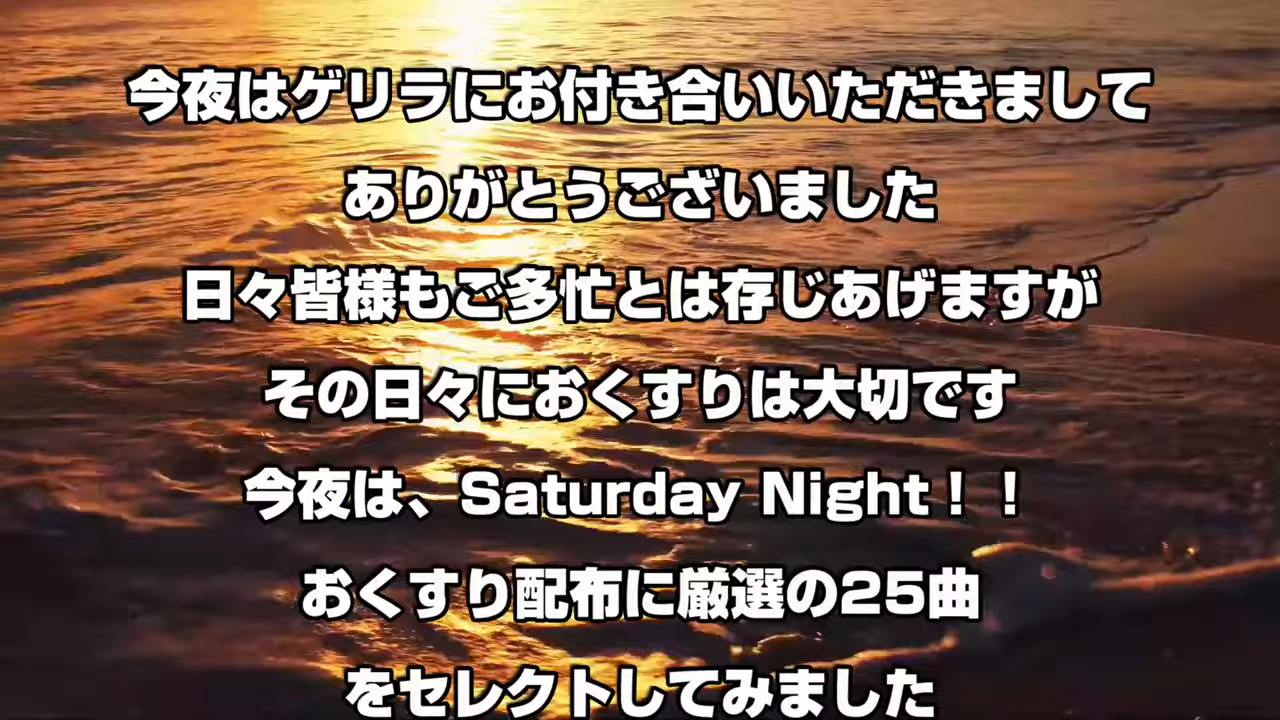 今夜はゲリラにお付き合いいただきまして
ありがとうございました
日々皆様もご多忙とは存じあげますが
その日々におくすりは大切です
今夜は、Saturday Night！！
おくすり配布に厳選の25曲
をセレクトしてみました